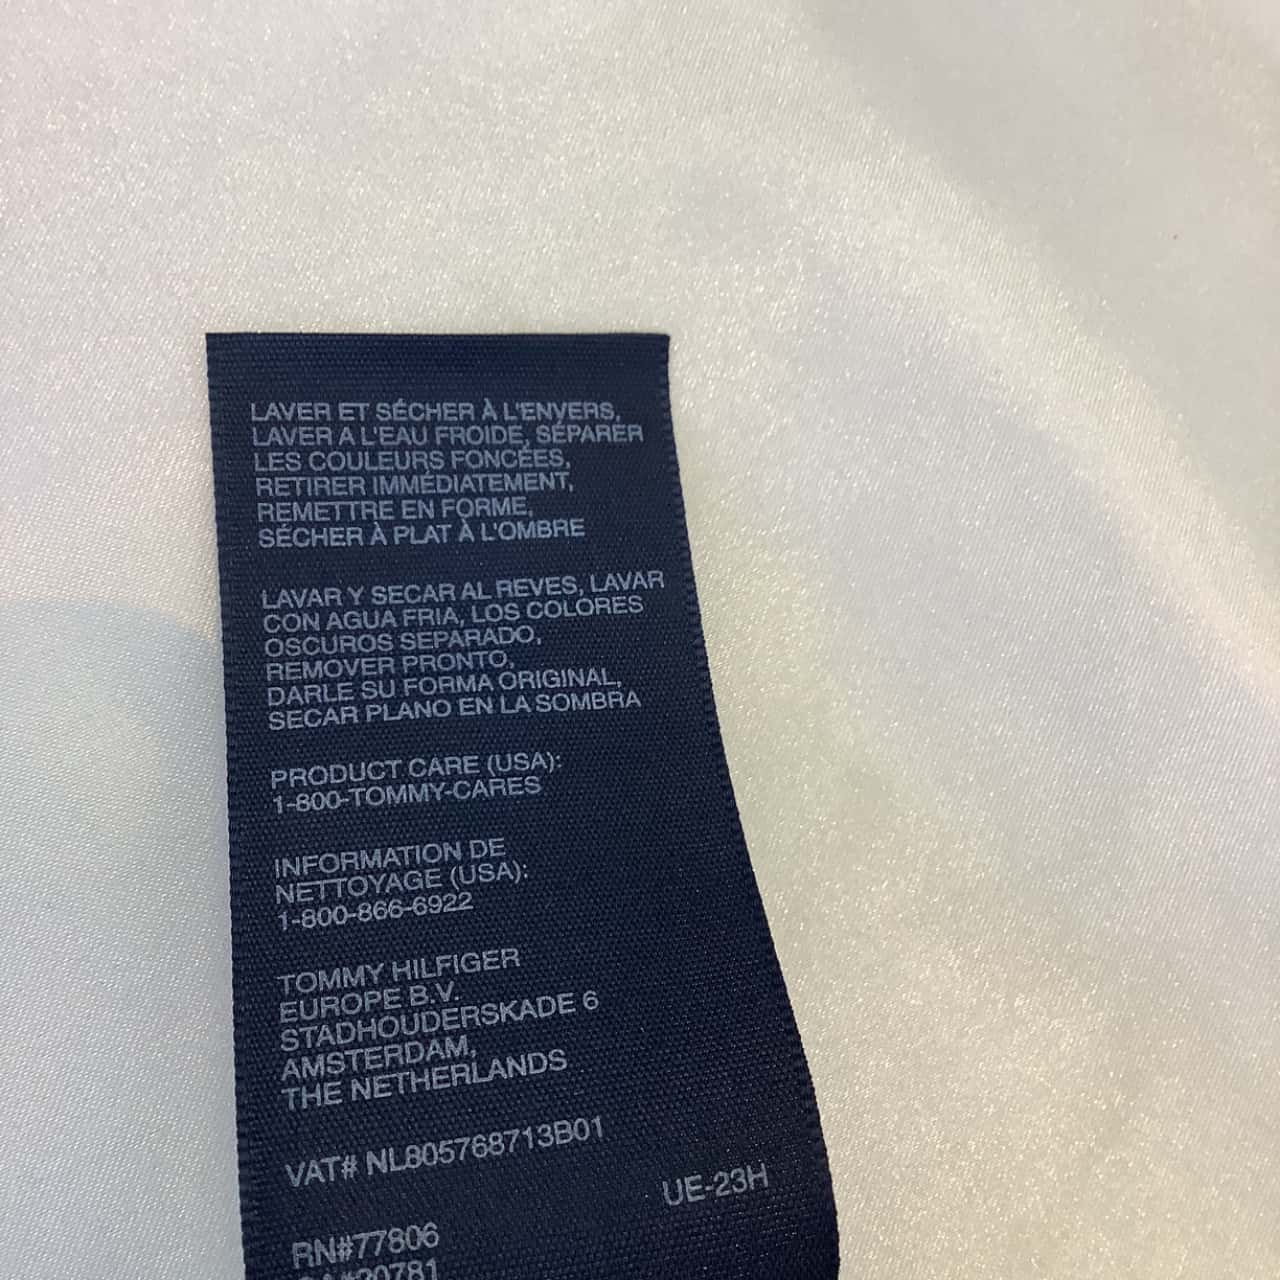 LAVER ET SÉCHER À L'ENVERS,
LAVER A L'EAU FROIDE, SÉPARER
LES COULEURS FONCÉES,
RETIRER IMMÉDIATEMENT,
REMETTRE EN FORME,
SÉCHER À PLAT À L'OMBRE
LAVAR Y SECAR AL REVES, LAVAR
CON AGUA FRIA, LOS COLORES
OSCUROS SEPARADO,
REMOVER PRONTO,
DARLE SU FORMA ORIGINAL,
SECAR PLANO EN LA SOMBRA
PRODUCT CARE (USA):
1-800-TOMMY-CARES
INFORMATION DE
NETTOYAGE (USA):
1-800-866-6922
TOMMY HILFIGER
EUROPE B.V.
STADHOUDERSKADE 6
AMSTERDAM,
THE NETHERLANDS
VAT# NL805768713B01
UE-23H
RN#77806
CA#20781